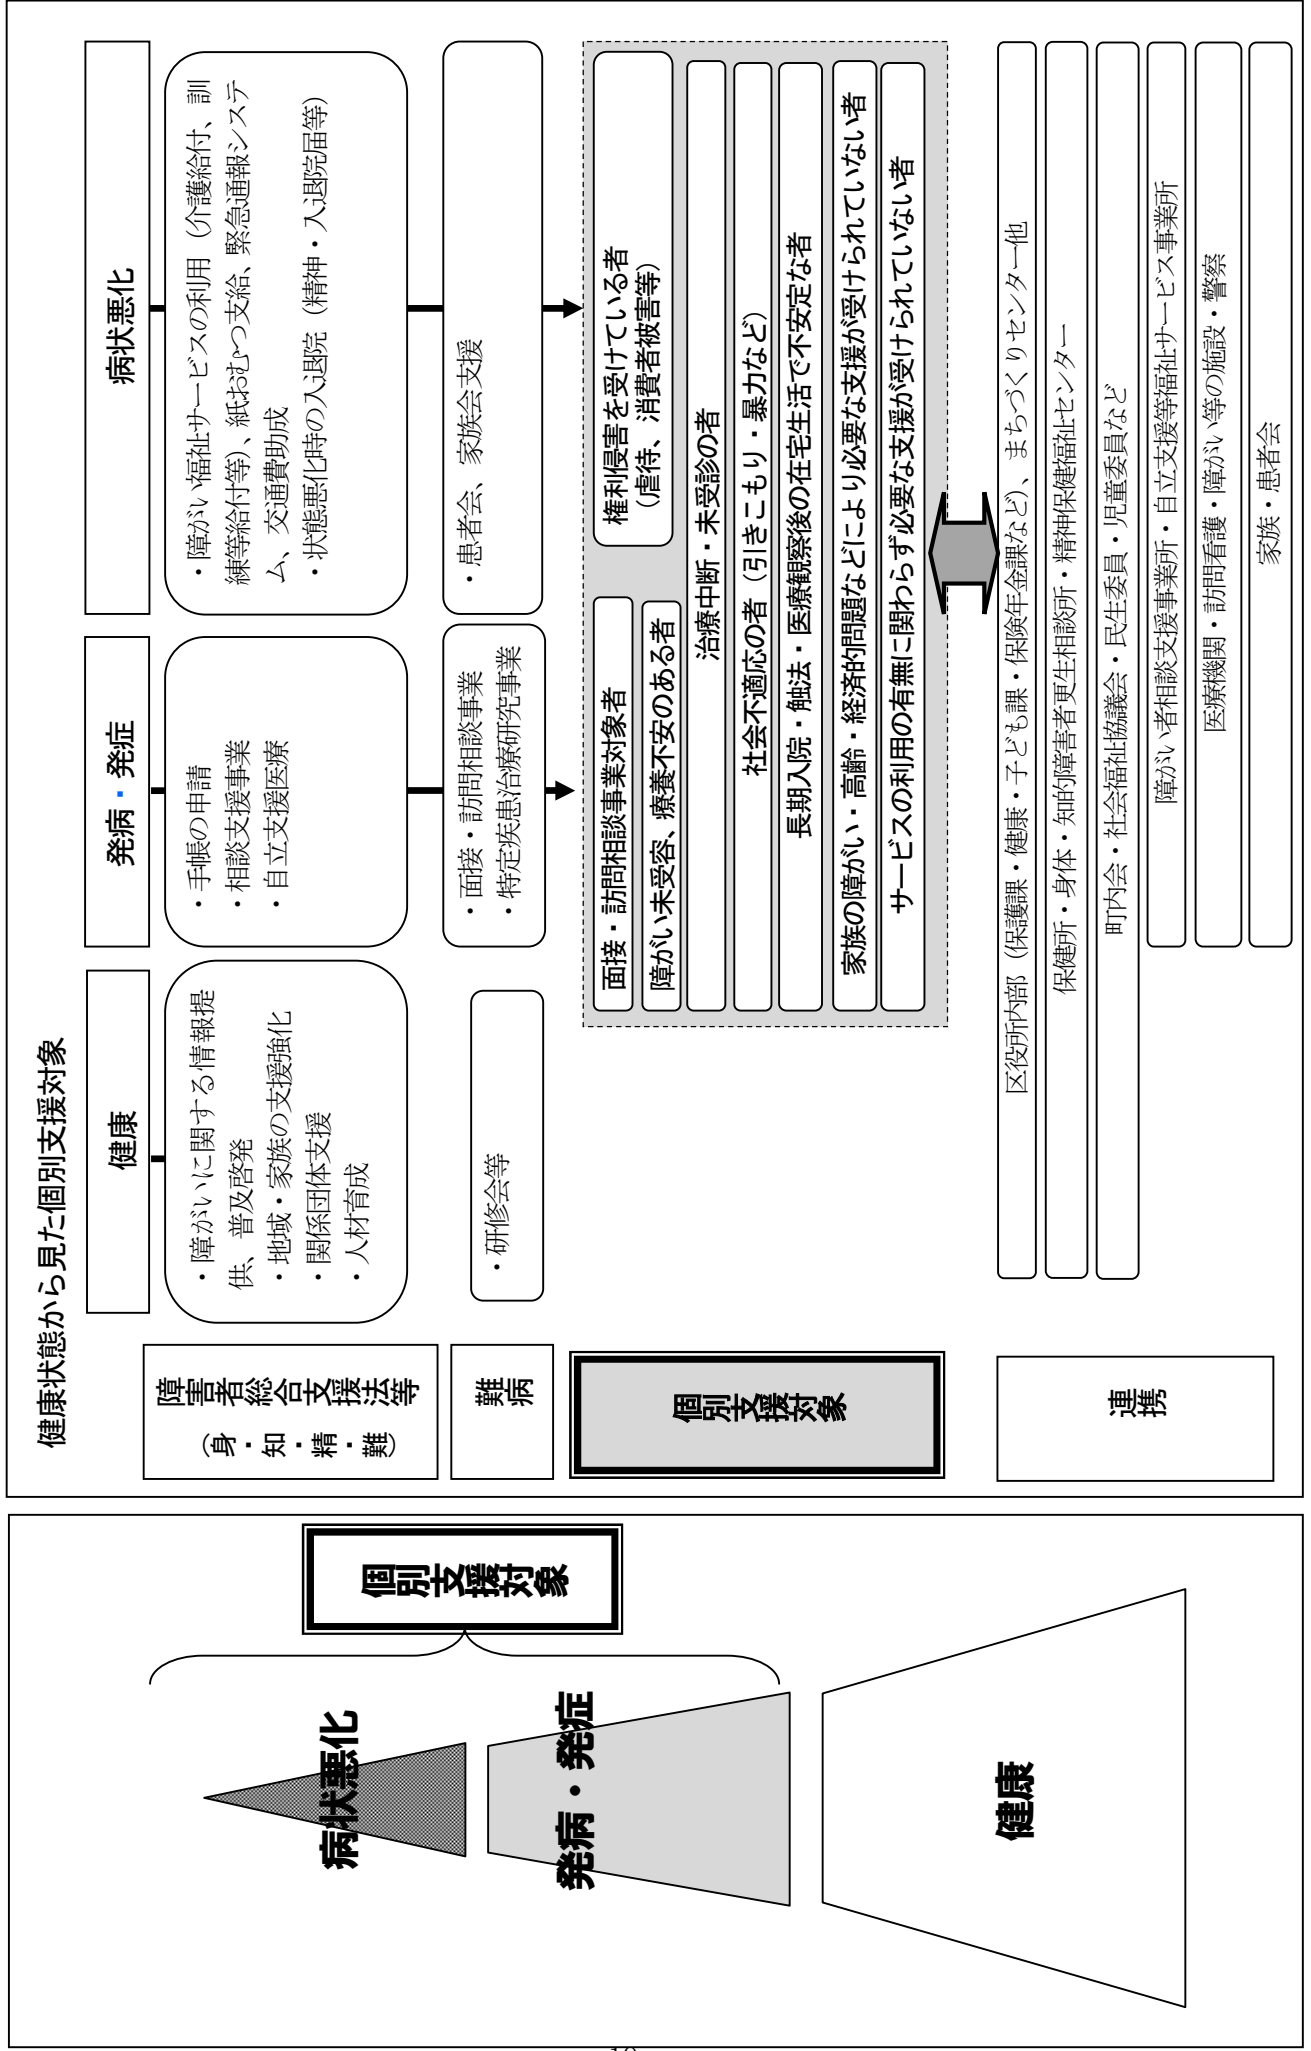 健康状態から見た個別支援対象
健康
発病・発症
病状悪化
障害者総合支援法等
（身・知・精・難）
・障がいに関する情報提
供、普及啓発
・地域・家族の支援強化
・関係団体支援
・人材育成
・手帳の申請
・相談支援事業
・自立支援医療
・障がい福祉サービスの利用（介護給付、訓
練等給付等）、紙おむつ支給、緊急通報システ
ム、交通費助成
・状態悪化時の入退院（精神・入退院届等）
難病
・研修会等
・面接・訪問相談事業
・特定疾患治療研究事業
・患者会、家族会支援
個別支援対象
面接・訪問相談事業対象者
障がい未受容、療養不安のある者
権利侵害を受けている者
（虐待、消費者被害等）
治療中断・未受診の者
社会不適応の者（引きこもり・暴力など）
長期入院・触法・医療観察後の在宅生活で不安定な者
家族の障がい・高齢・経済的問題などにより必要な支援が受けられていない者
サービスの利用の有無に関わらず必要な支援が受けられていない者
連携
区役所内部（保護課・健康・子ども課・保険年金課など）、まちづくりセンター他
保健所・身体・知的障害者更生相談所・精神保健福祉センター
町内会・社会福祉協議会・民生委員・児童委員など
障がい者相談支援事業所・自立支援等福祉サービス事業所
医療機関・訪問看護・障がい等の施設・警察
家族・患者会
個別支援対象
病状悪化
発病・発症
健康